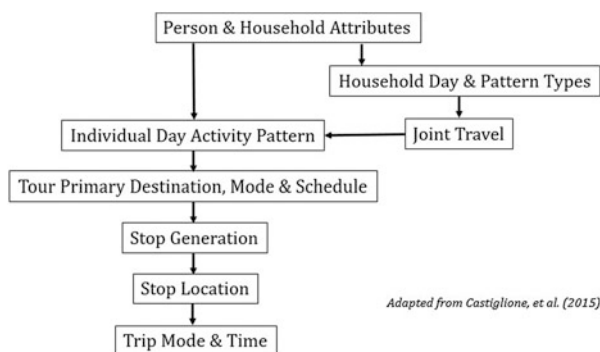 Person & Household Attributes
Household Day & Pattern Types
Individual Day Activity Pattern
Joint Travel
Tour Primary Destination, Mode & Schedule
Stop Generation
Stop Location
Adapted from Castiglione, et al. (2015)
Trip Mode & Time